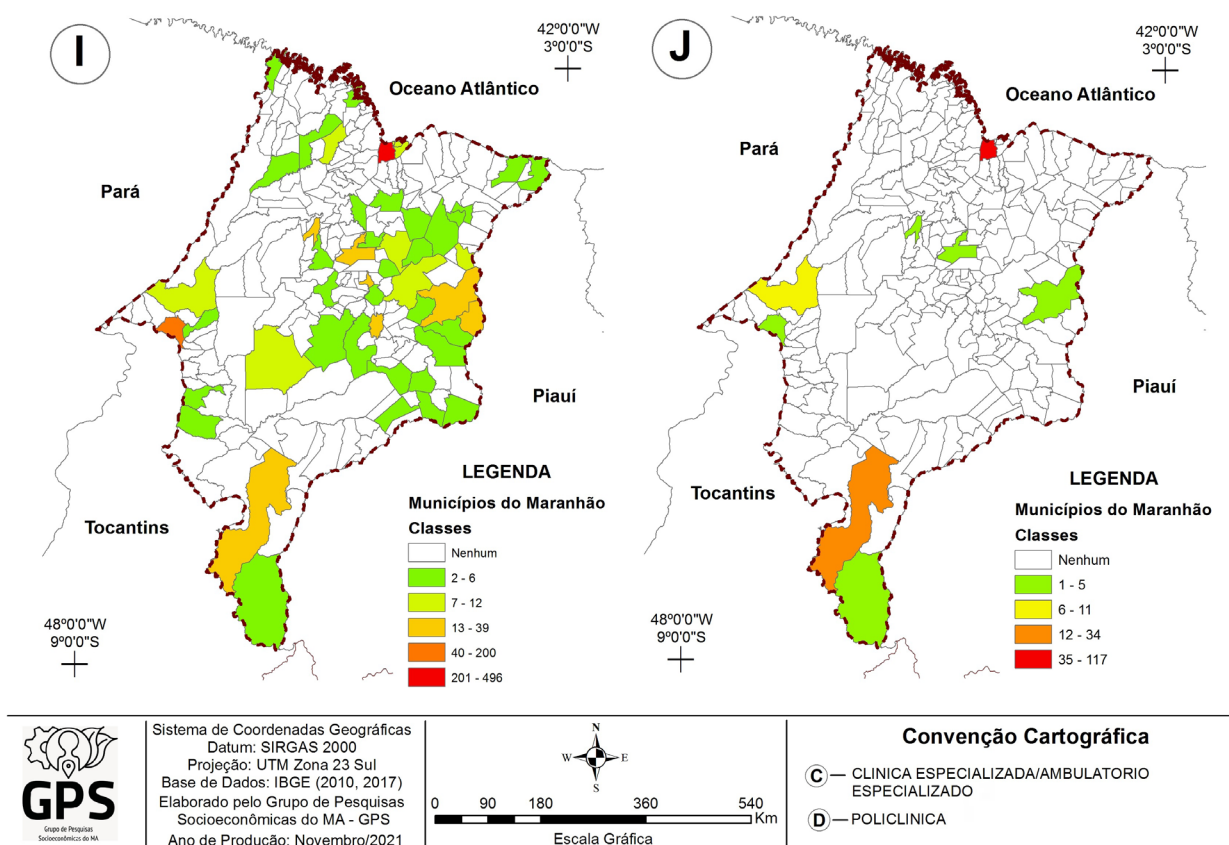 I
42º0'0"W
3º0'0"S
Oceano Atlântico
Pará
Piauí
Tocantins
LEGENDA
Municípios do Maranhão
Classes
Nenhum
2 - 6
7 - 12
13 - 39
40 - 200
201 - 496
48º0'0"W
9º0'0"S
J
42º0'0"W
3º0'0"S
Oceano Atlântico
Pará
Piauí
Tocantins
LEGENDA
Municípios do Maranhão
Classes
Nenhum
1 - 5
6 - 11
12 - 34
35 - 117
48º0'0"W
9º0'0"S
GPS
Grupo de Pesquisas
Socioeconômicas do MA
Sistema de Coordenadas Geográficas
Datum: SIRGAS 2000
Projeção: UTM Zona 23 Sul
Base de Dados: IBGE (2010, 2017)
Elaborado pelo Grupo de Pesquisas
Socioeconômicas do MA - GPS
Ano de Produção: Novembro/2021
N
W E
S
0 90 180 360 540
Km
Escala Gráfica
Convenção Cartográfica
C — CLINICA ESPECIALIZADA/AMBULATORIO
ESPECIALIZADO
D — POLICLINICA